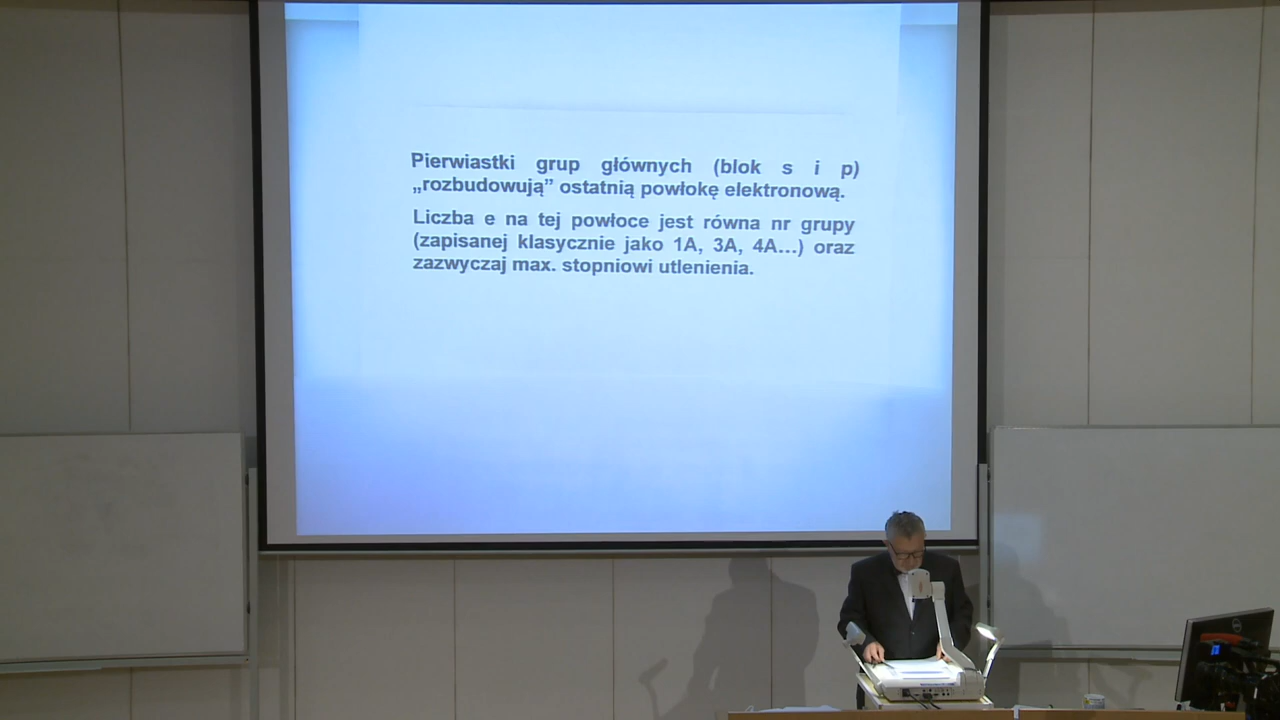 Pierwiastki grup głównych (blok s i p)
„rozbudowują” ostatnią powłokę elektronową.
Liczba e na tej powłoce jest równa nr grupy
(zapisanej klasycznie jako 1A, 3A, 4A...) oraz
zazwyczaj max. stopniowi utlenienia.